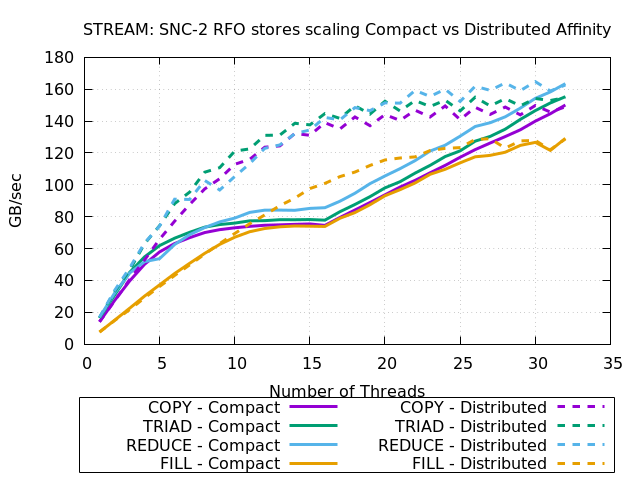 STREAM: SNC-2 RFO stores scaling Compact vs Distributed Affinity
180
160
140
120
100
80
60
40
20
0
GB/sec
0 5 10 15 20 25 30 35
Number of Threads
COPY - Compact COPY - Distributed
TRIAD - Compact TRIAD - Distributed
REDUCE - Compact REDUCE - Distributed
FILL - Compact FILL - Distributed